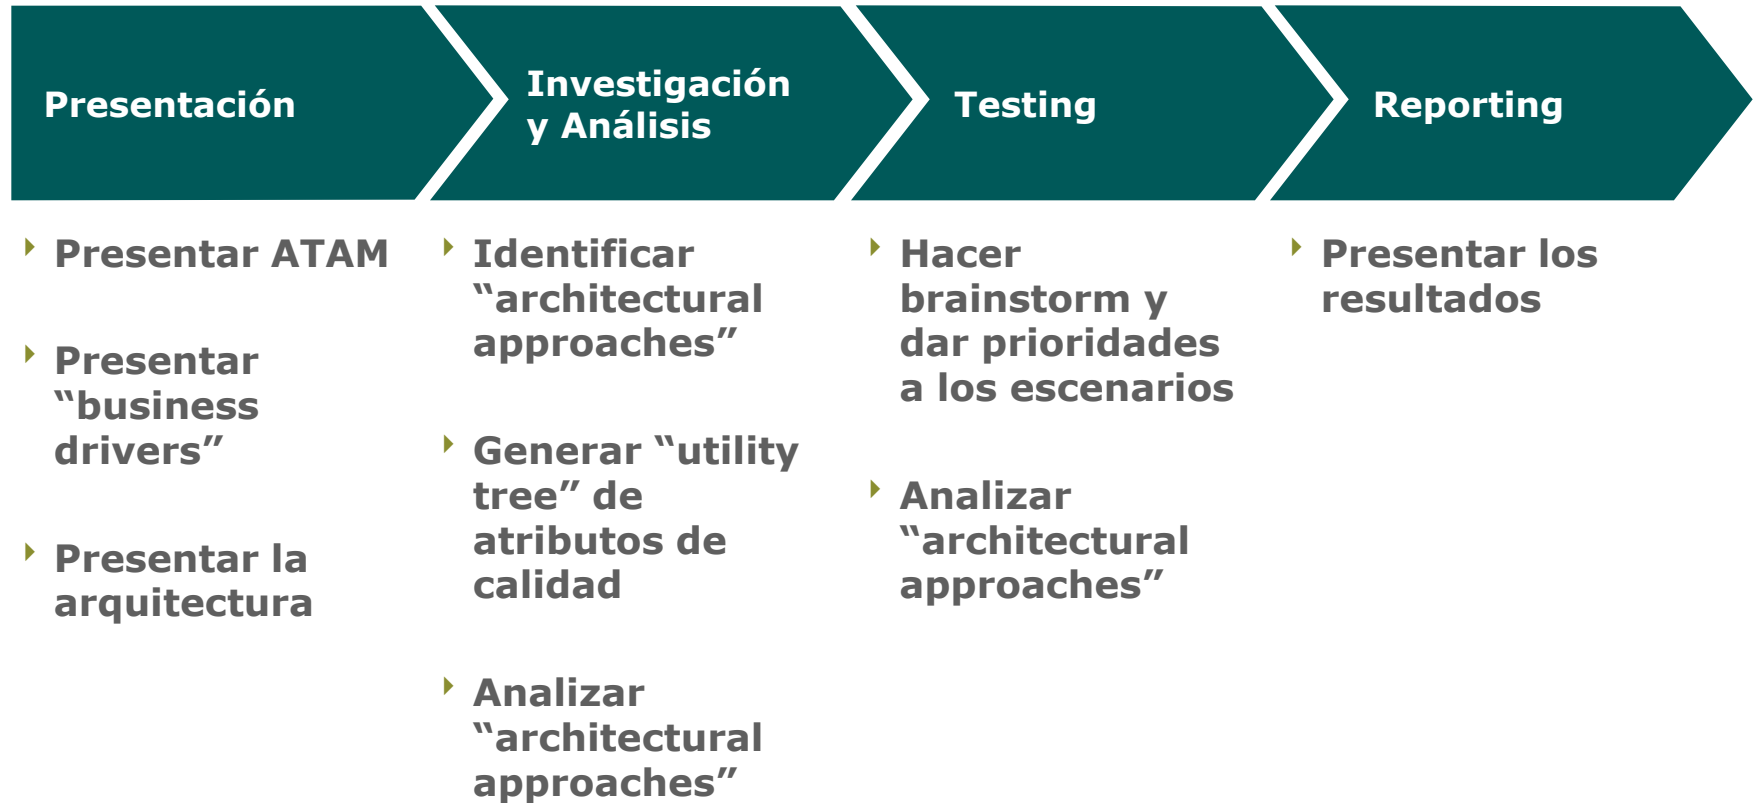 Presentación
Investigación
y Análisis
Testing
Reporting
Presentar ATAM
Presentar
“business
drivers”
Presentar la
arquitectura
Identificar
“architectural
approaches”
Generar “utility
tree” de
atributos de
calidad
Analizar
“architectural
approaches”
Hacer
brainstorm y
dar prioridades
a los escenarios
Analizar
“architectural
approaches”
Presentar los
resultados